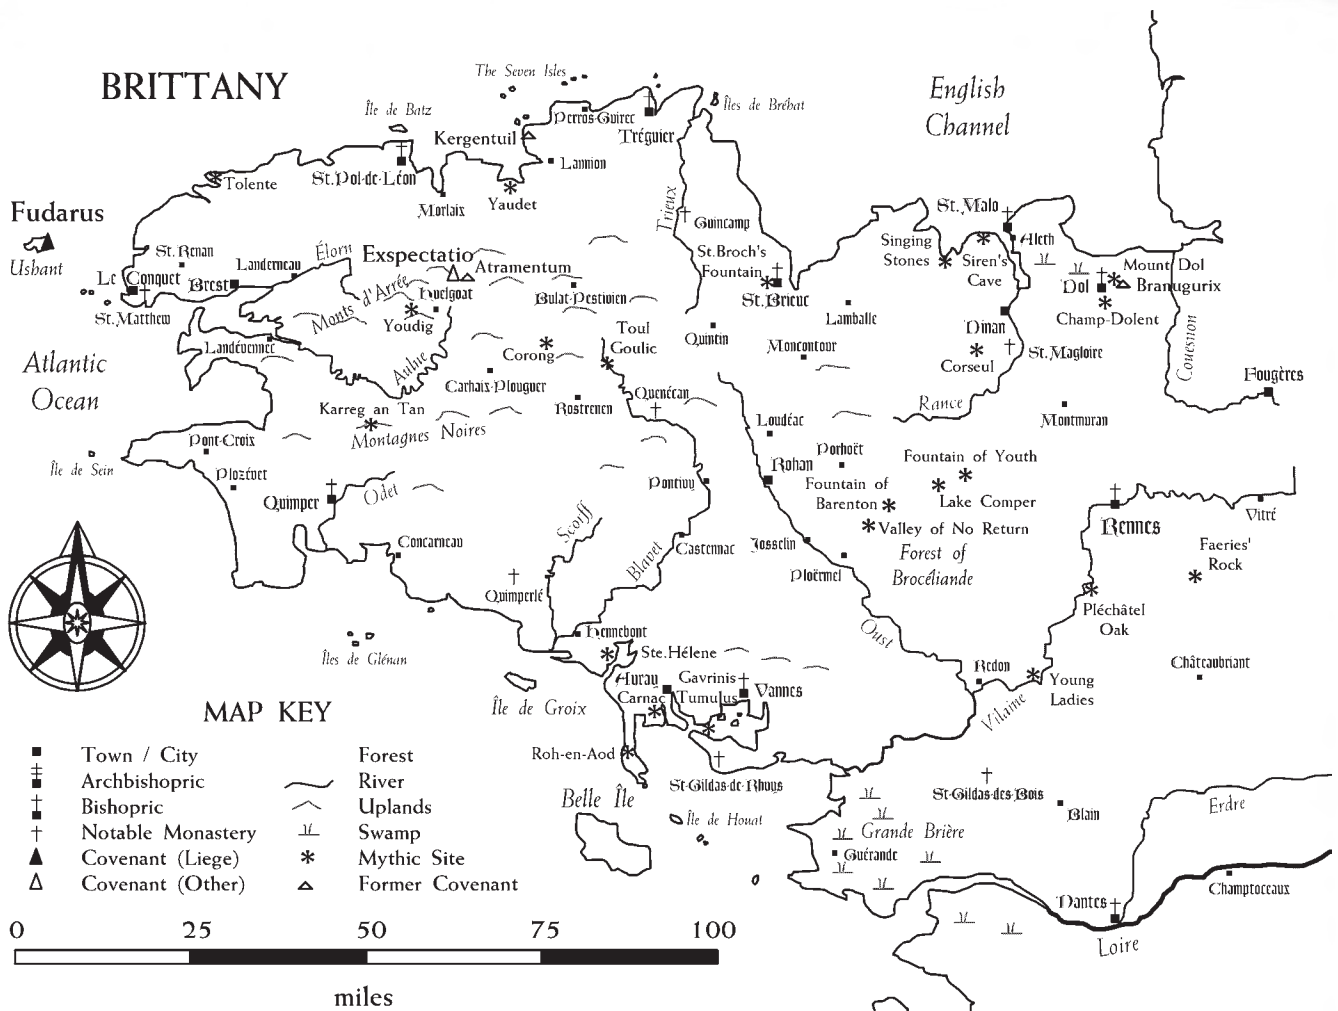 BRITTANY
The Seven Isles
Île de Batz
Kergentuil
Perros-Guirec
Tréguier
Îles de Bréhat
English
Channel
Lannion
St. Pol-de-Léon
Tolente
Morlaix
Yaudet
Trieux
Guincamp
Fudarus
Ushant
St. Renan
Le Conquet
Brest
Landerneau
Élorn
St. Matthew
Exspectatio
Atramentum
Monts d'Arrée
Huelgoat
Youdig
Bulat-Pestivien
St. Broch's
Fountain
St. Brieuc
Singing
Stones
St. Malo
Aleth
Siren's
Cave
Mount Dol
Branugurix
Dol
Champ-Dolent
Lamballe
Dinan
Corseul
St. Magloire
Couesnon
Fougères
Atlantic
Ocean
Landévennec
Aulne
Corong
Toul
Goulic
Quintin
Moncontour
Carhaix-Plouguer
Rostrenen
Quenécan
Rance
Montmuran
Karreg an Tan
Montagnes Noires
Loudéac
Pont-Croix
Île de Sein
Plozévet
Quimper
Odet
Pontivy
Rohan
Porhoët
Fountain of Youth
Fountain of
Barenton
Lake Comper
Valley of No Return
Forest of
Brocéliande
Rennes
Vitré
Faeries'
Rock
Concarneau
Scorff
Blavet
Castennac
Josselin
Ploërmel
Quimperlé
Pléchâtel
Oak
Oust
Hennebont
Îles de Glénan
Ste. Hélene
Auray
Carnac
Gavrinis
Tumulus
Vannes
Redon
Young
Ladies
Vilaine
Châteaubriant
Île de Groix
Roh-en-Aod
St-Gildas-de-Rhuys
Belle Île
Île de Houat
St-Gildas-des-Bois
Blain
Erdre
Grande Brière
Guérande
Nantes
Champtoceaux
Loire
MAP KEY
Town / City
Archbishopric
Bishopric
Notable Monastery
Covenant (Liege)
Covenant (Other)
Forest
River
Uplands
Swamp
Mythic Site
Former Covenant
0 25 50 75 100
miles